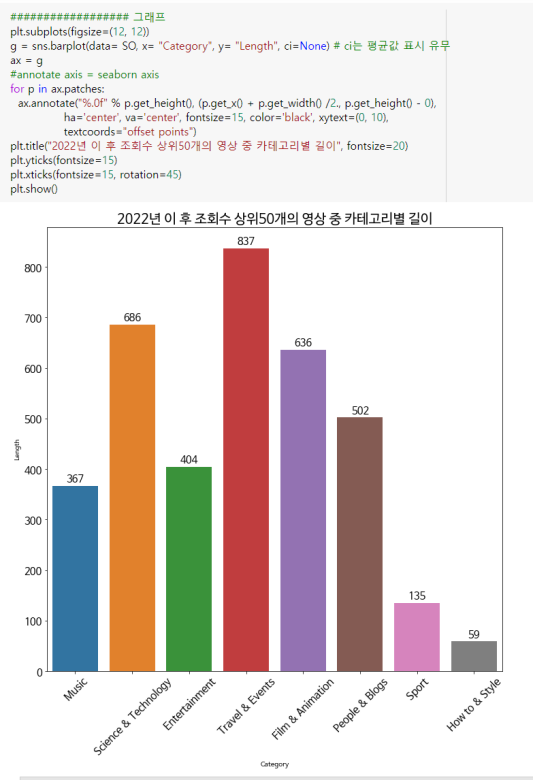 ################## 그래프
plt.subplots(figsize=(12, 12))
g = sns.barplot(data= SO, x= "Category", y= "Length", ci=None) # ci는 평균값 표시 유무
ax = g
#annotate axis = seaborn axis
for p in ax.patches:
ax.annotate("%.0f" % p.get_height(), (p.get_x() + p.get_width() /2., p.get_height() - 0),
ha='center', va='center', fontsize=15, color='black', xytext=(0, 10),
textcoords="offset points")
plt.title("2022년 이 후 조회수 상위50개의 영상 중 카테고리별 길이", fontsize=20)
plt.yticks(fontsize=15)
plt.xticks(fontsize=15, rotation=45)
plt.show()
2022년 이 후 조회수 상위50개의 영상 중 카테고리별 길이
837
800
700
686
636
600
502
500
404
400
367
300
200
135
100
59
0
Length
Music
Science & Technology
Entertainment
Travel & Events
Film & Animation
People & Blogs
Sport
How to & Style
Category